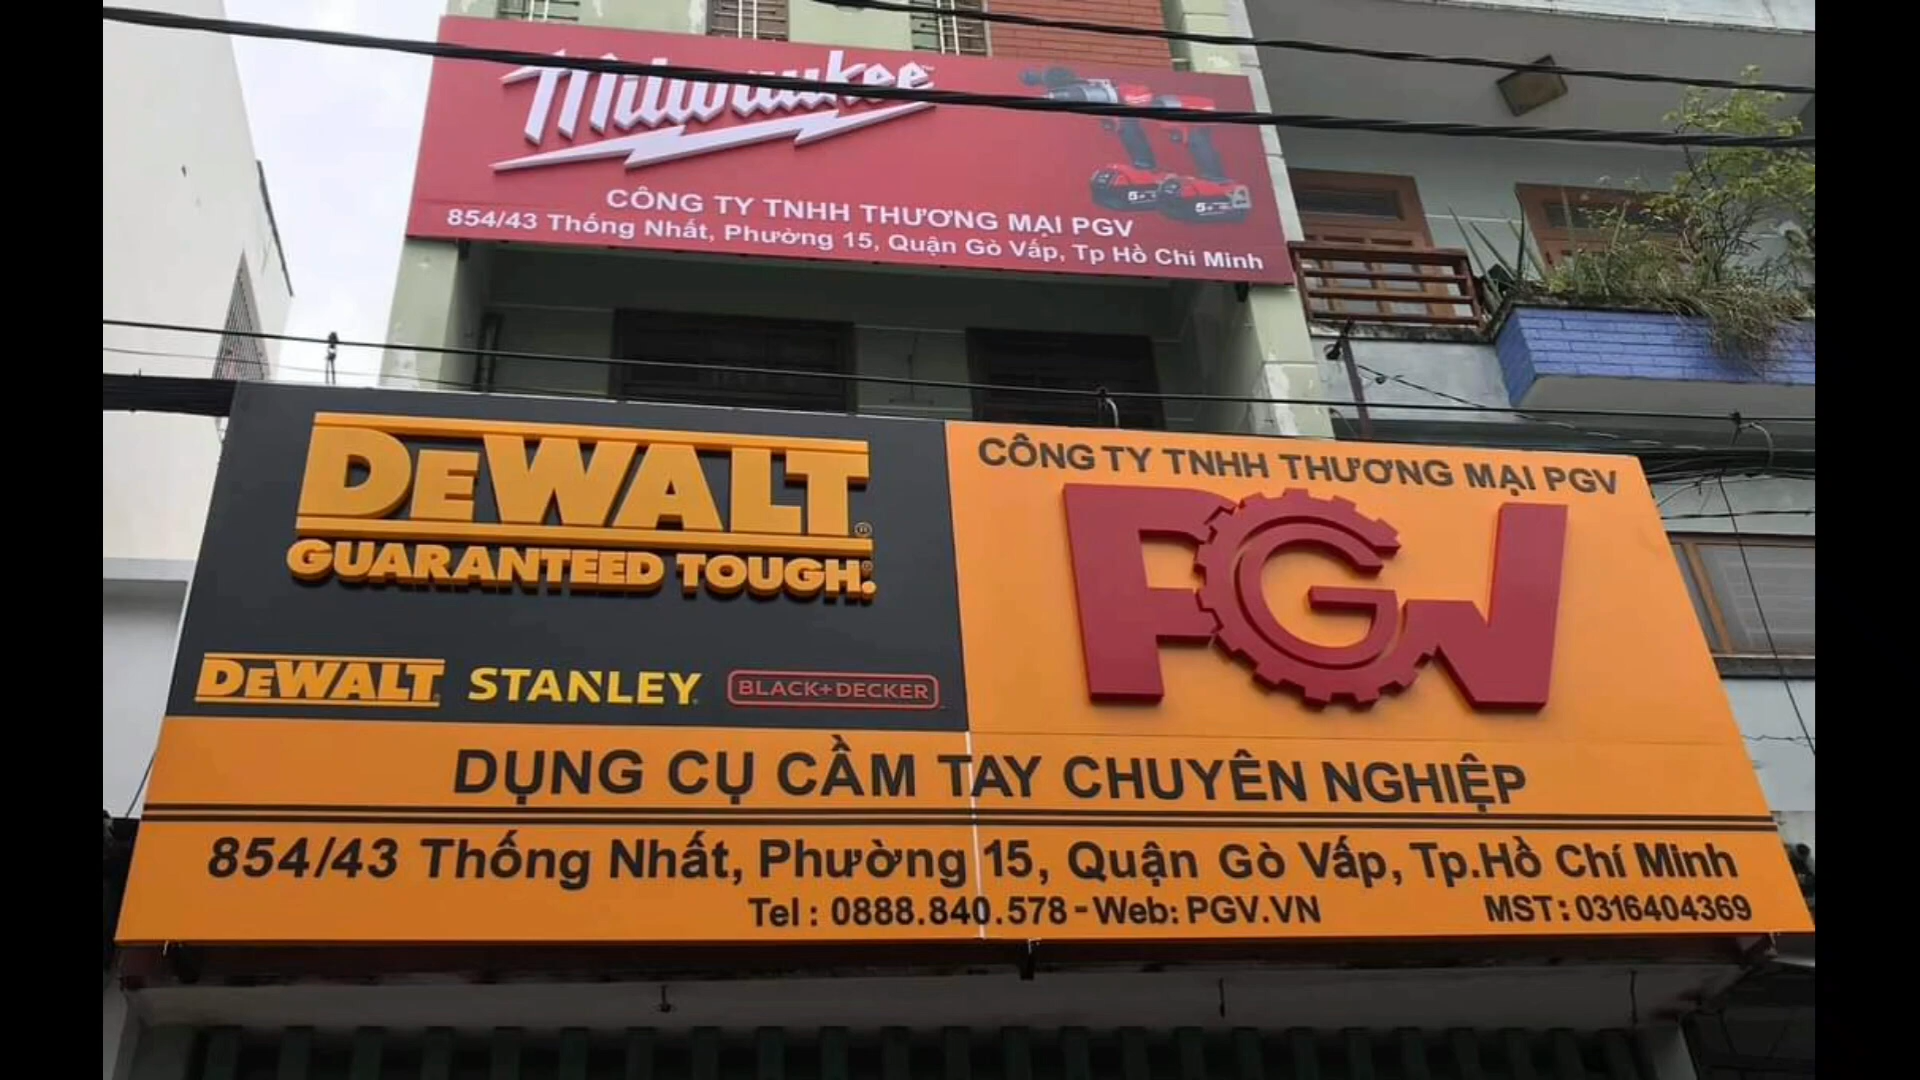 Milwaukee
CÔNG TY TNHH THƯƠNG MẠI PGV
854/43 Thống Nhất, Phường 15, Quận Gò Vấp, Tp Hồ Chí Minh
DEWALT®
GUARANTEED TOUGH®.
DEWALT STANLEY BLACK+DECKER
CÔNG TY TNHH THƯƠNG MẠI PGV
PGV
DỤNG CỤ CẦM TAY CHUYÊN NGHIỆP
854/43 Thống Nhất, Phường 15, Quận Gò Vấp, Tp.Hồ Chí Minh
Tel : 0888.840.578 - Web: PGV.VN MST: 0316404369